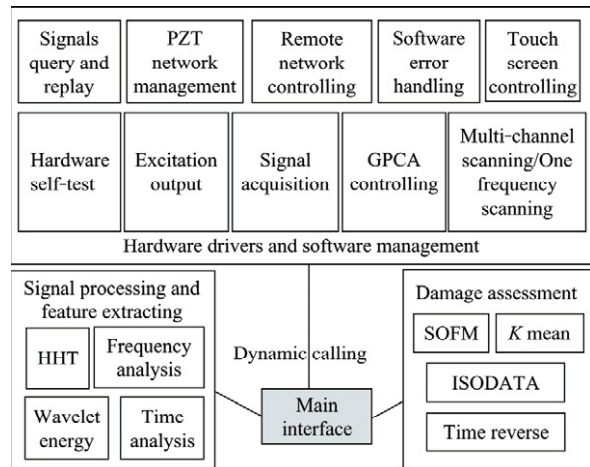 Signals
query and
replay
PZT
network
management
Remote
network
controlling
Software
error
handling
Touch
screen
controlling
Hardware
self-test
Excitation
output
Signal
acquisition
GPCA
controlling
Multi-channel
scanning/One
frequency
scanning
Hardware drivers and software management
Signal processing and
feature extracting
HHT
Frequency
analysis
Wavelet
energy
Time
analysis
Dynamic calling
Main
interface
Damage assessment
SOFM
K mean
ISODATA
Time reverse